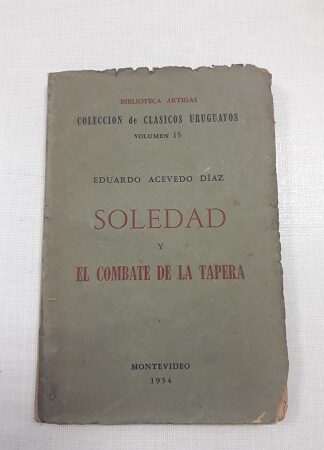 BIBLIOTECA ARTIGAS
COLECCION de CLASICOS URUGUAYOS
VOLUMEN 15
EDUARDO ACEVEDO DÍAZ
SOLEDAD
Y
EL COMBATE DE LA TAPERA
MONTEVIDEO
1954